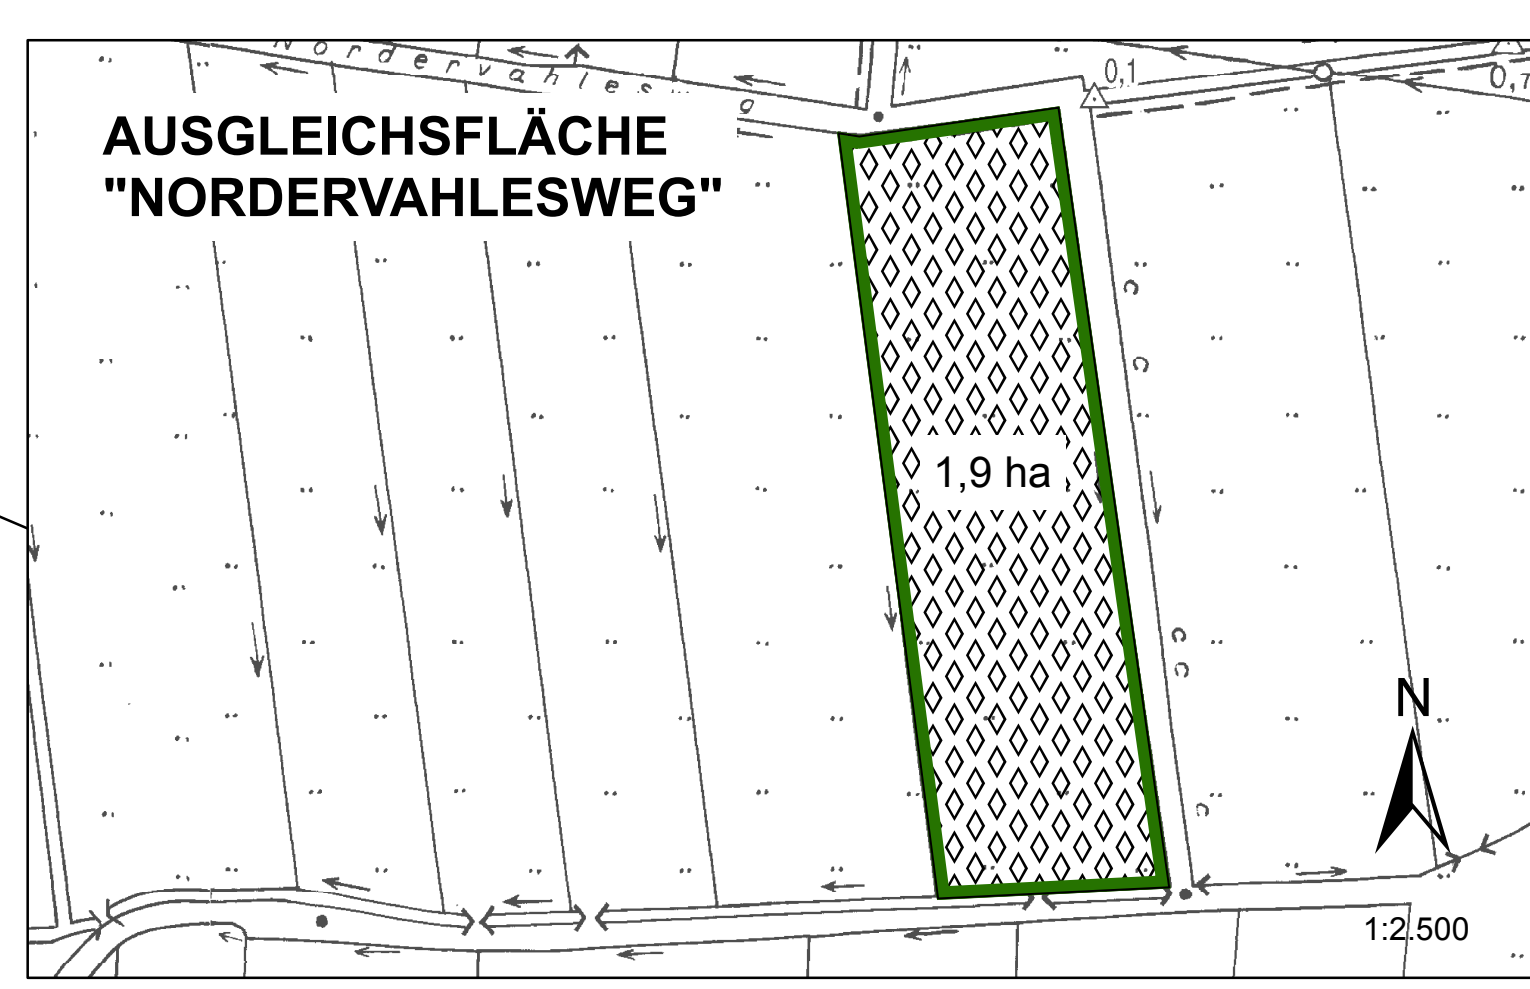 Nordervahlesweg
0,1
0,7
AUSGLEICHSFLÄCHE
"NORDERVAHLESWEG"
1,9 ha
N
1:2.500